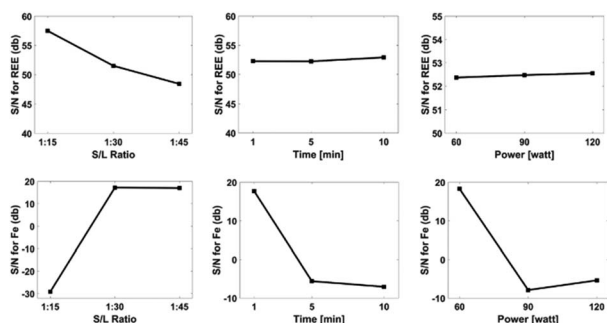 S/N for REE (db)
60
55
50
45
40
1:15 1:30 1:45
S/L Ratio
S/N for REE (db)
60
55
50
45
40
1 5 10
Time [min]
S/N for REE (db)
55
54
53
52
51
50
60 90 120
Power [watt]
S/N for Fe (db)
20
10
0
-10
-20
-30
1:15 1:30 1:45
S/L Ratio
S/N for Fe (db)
20
10
0
-10
1 5 10
Time [min]
S/N for Fe (db)
20
10
0
-10
60 90 120
Power [watt]